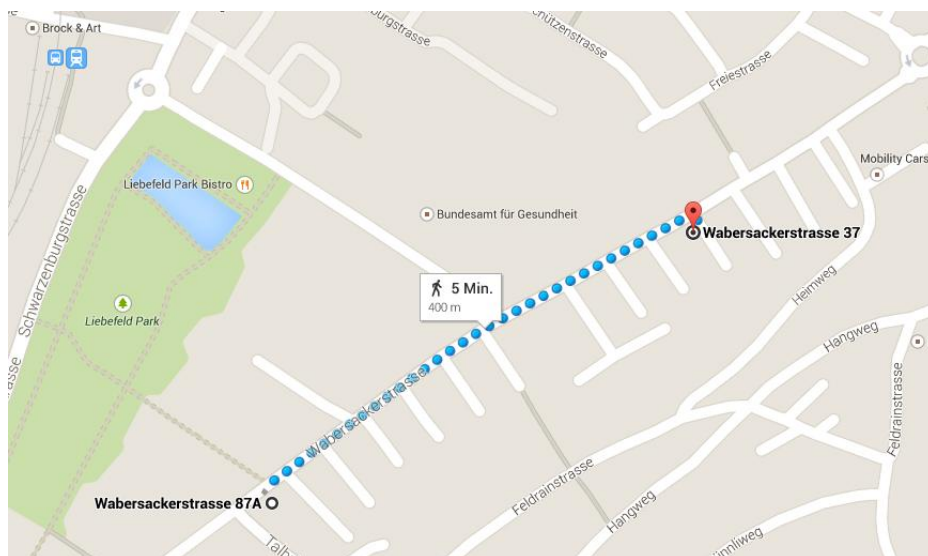 Brock & Art
Schwarzenburgstrasse
Liebefeld Park Bistro
Liebefeld Park
Bundesamt für Gesundheit
Freiestrasse
Mobility Cars
Wabersackerstrasse 37
5 Min.
400 m
Wabersackerstrasse
Wabersackerstrasse 87A
Heimweg
Hangweg
Feldrainstrasse
Feldrainstrasse
Hangweg